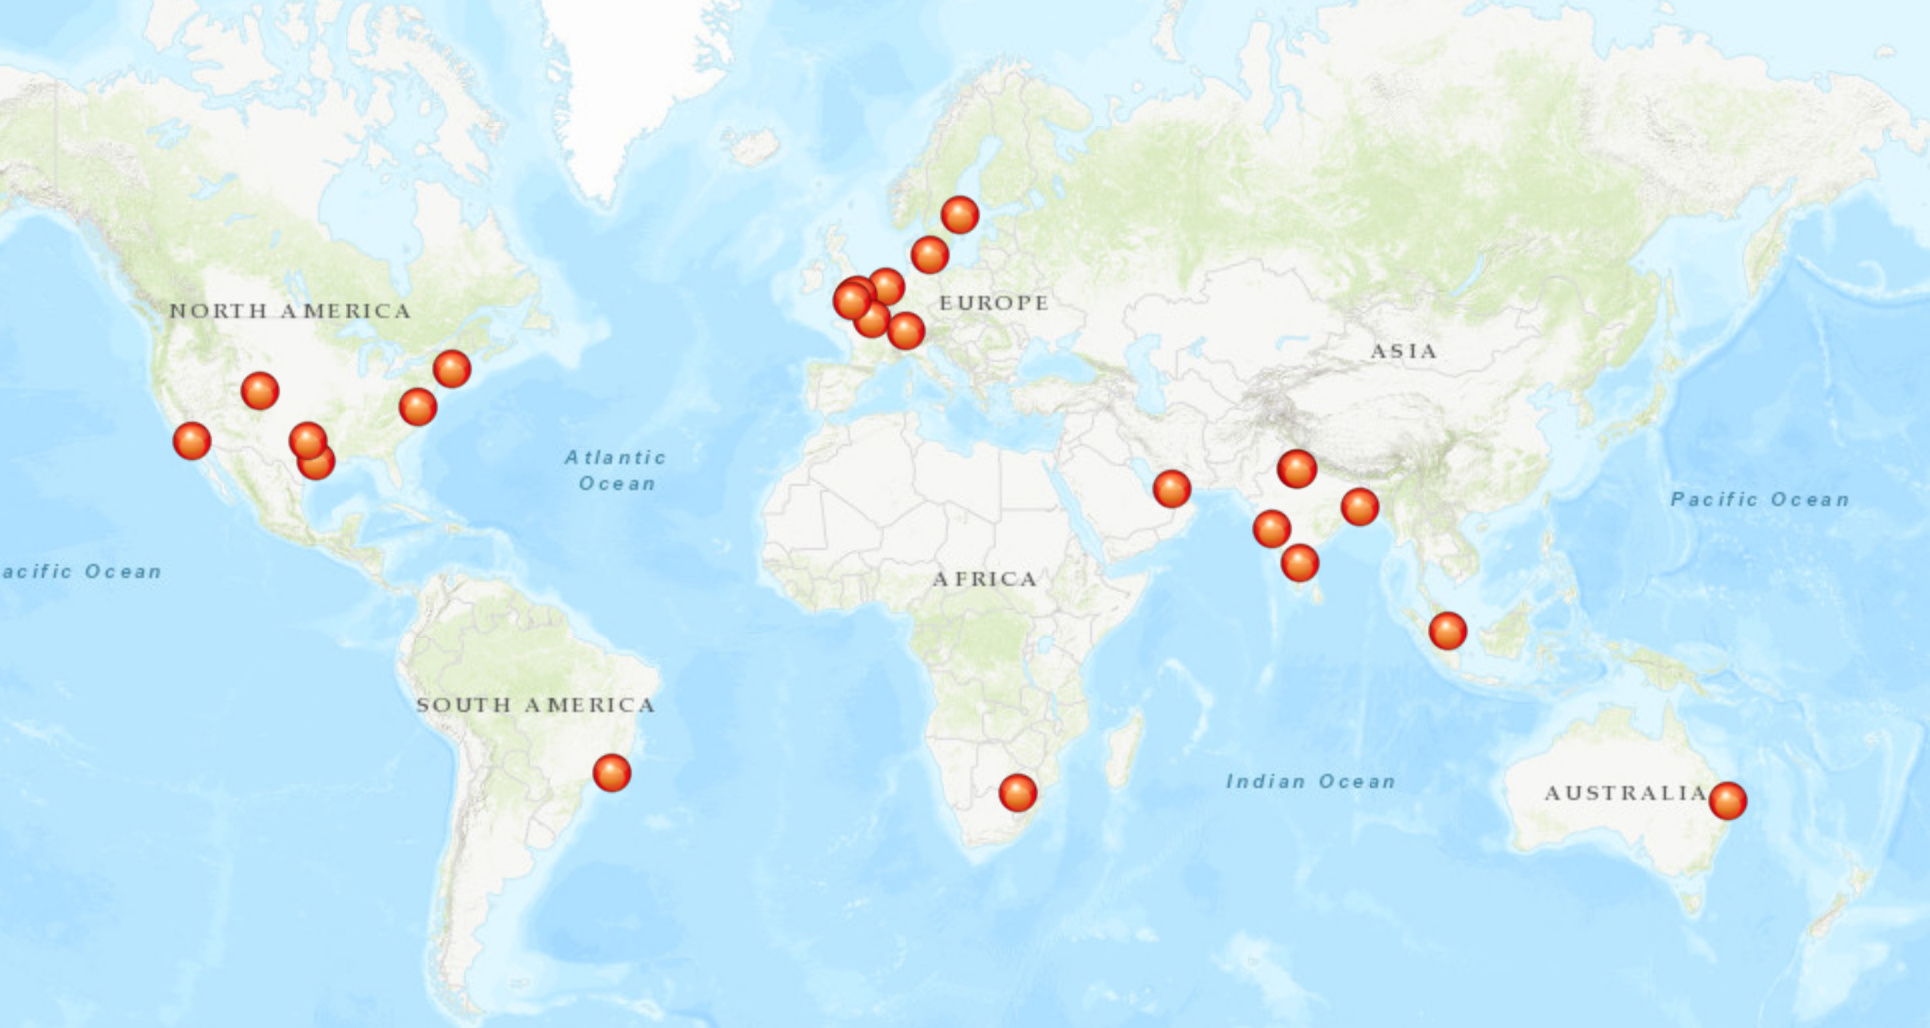 NORTH AMERICA
EUROPE
ASIA
Atlantic
Ocean
Pacific Ocean
acific Ocean
AFRICA
SOUTH AMERICA
Indian Ocean
AUSTRALIA